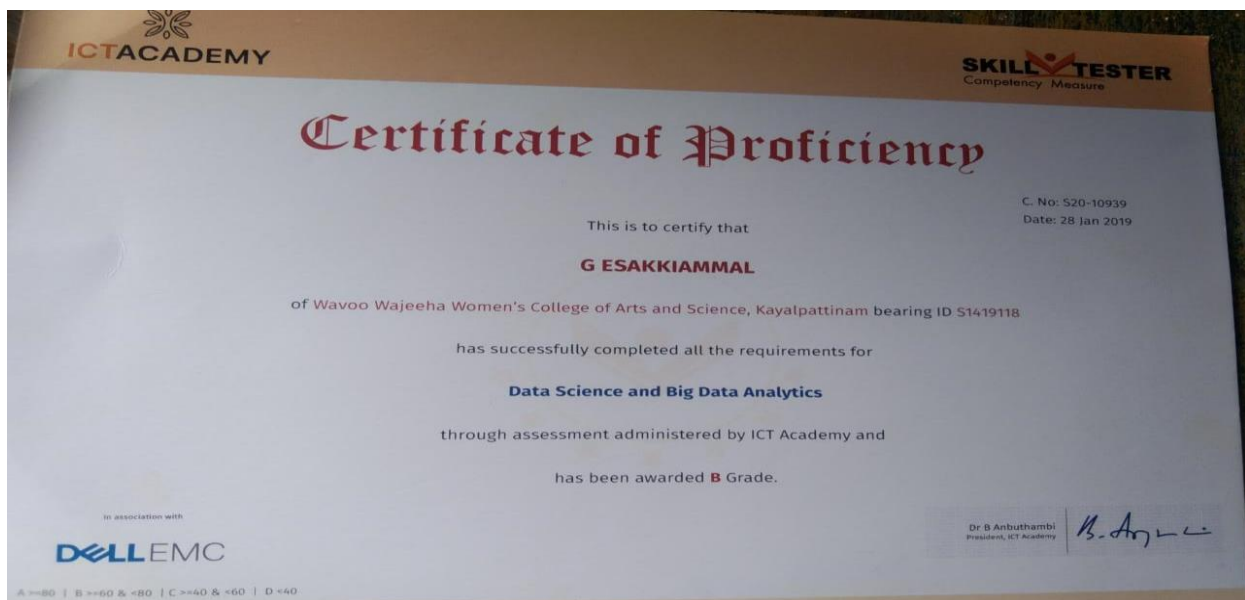 ICTACADEMY
SKILL TESTER
Competency Measure
Certificate of Proficiency
C. No: S20-10939
Date: 28 Jan 2019
This is to certify that
G ESAKKIAMMAL
of Wavoo Wajeeha Women's College of Arts and Science, Kayalpattinam bearing ID S1419118
has successfully completed all the requirements for
Data Science and Big Data Analytics
through assessment administered by ICT Academy and
has been awarded B Grade.
in association with
DELLEMC
Dr B Anbuthambi
President, ICT Academy
A >=80 | B >=60 & <80 | C >=40 & <60 | D <40